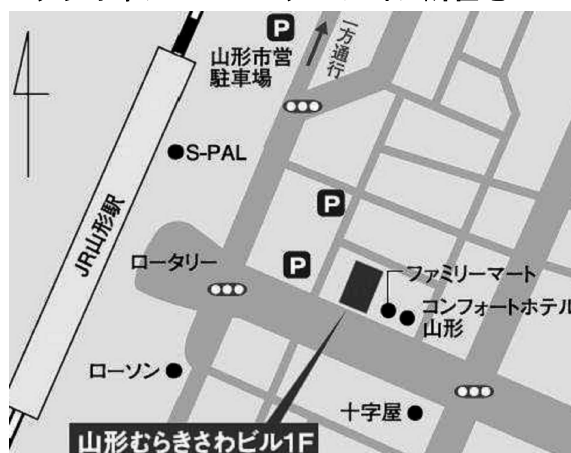 P
山形市営
駐車場
一方通行
S-PAL
JR山形駅
P
ロータリー
P
ファミリーマート
コンフォートホテル
山形
ローソン
十字屋
山形むらきさわビル1F